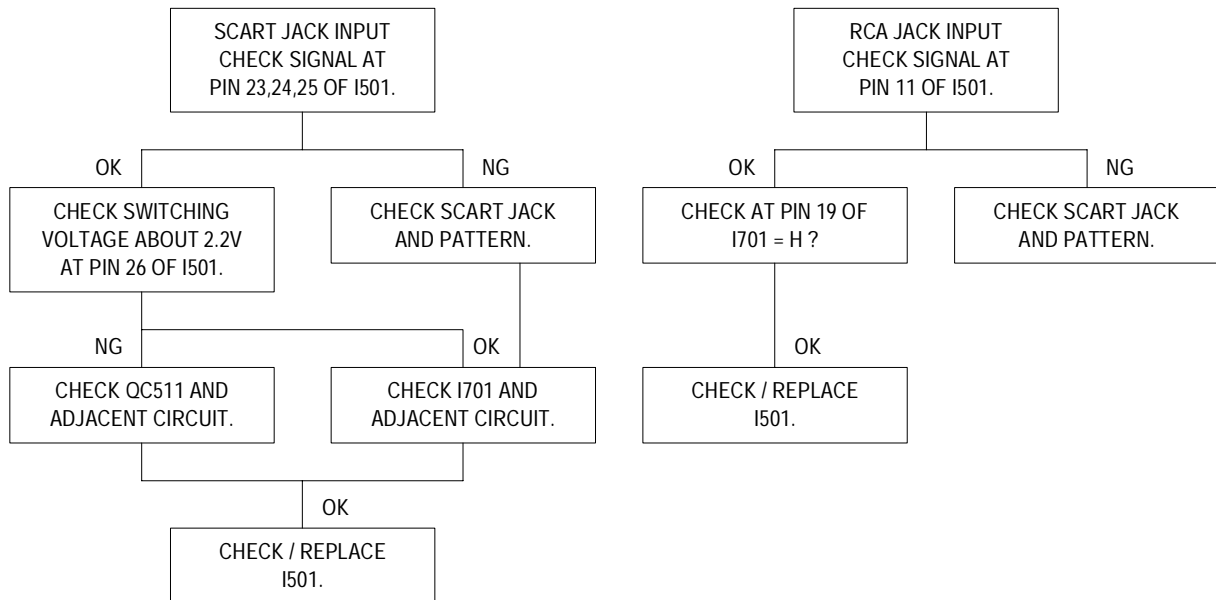 SCART JACK INPUT
CHECK SIGNAL AT
PIN 23,24,25 OF I501.
OK
NG
CHECK SWITCHING
VOLTAGE ABOUT 2.2V
AT PIN 26 OF I501.
CHECK SCART JACK
AND PATTERN.
NG
OK
CHECK QC511 AND
ADJACENT CIRCUIT.
CHECK I701 AND
ADJACENT CIRCUIT.
OK
CHECK / REPLACE
I501.
RCA JACK INPUT
CHECK SIGNAL AT
PIN 11 OF I501.
OK
NG
CHECK AT PIN 19 OF
I701 = H ?
CHECK SCART JACK
AND PATTERN.
OK
CHECK / REPLACE
I501.